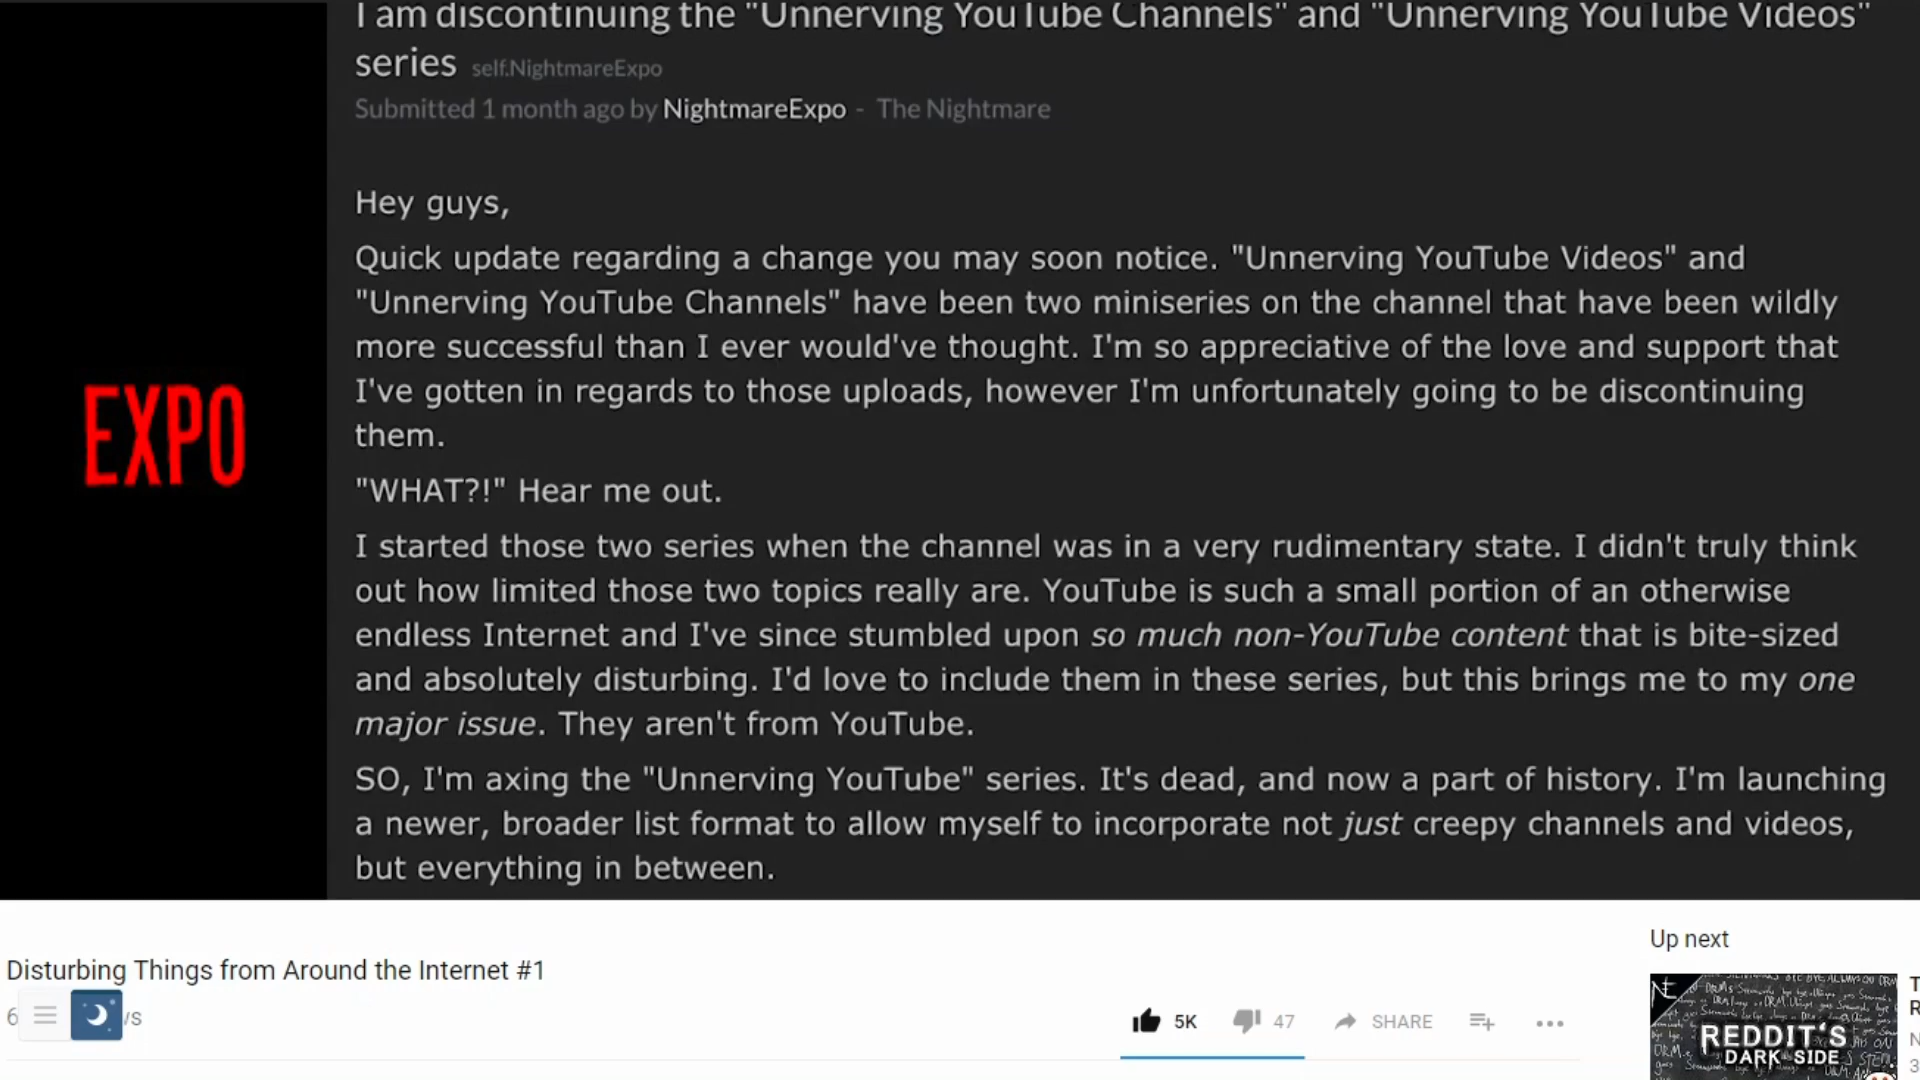 I am discontinuing the "Unnerving YouTube Channels" and "Unnerving YouTube Videos"
series self.NightmareExpo
Submitted 1 month ago by NightmareExpo - The Nightmare
Hey guys,
Quick update regarding a change you may soon notice. "Unnerving YouTube Videos" and
"Unnerving YouTube Channels" have been two miniseries on the channel that have been wildly
more successful than I ever would've thought. I'm so appreciative of the love and support that
I've gotten in regards to those uploads, however I'm unfortunately going to be discontinuing
them.
EXPO
"WHAT?!" Hear me out.
I started those two series when the channel was in a very rudimentary state. I didn't truly think
out how limited those two topics really are. YouTube is such a small portion of an otherwise
endless Internet and I've since stumbled upon so much non-YouTube content that is bite-sized
and absolutely disturbing. I'd love to include them in these series, but this brings me to my one
major issue. They aren't from YouTube.
SO, I'm axing the "Unnerving YouTube" series. It's dead, and now a part of history. I'm launching
a newer, broader list format to allow myself to incorporate not just creepy channels and videos,
but everything in between.
Disturbing Things from Around the Internet #1
5K 47 SHARE
Up next
NE
REDDIT'S
DARK SIDE